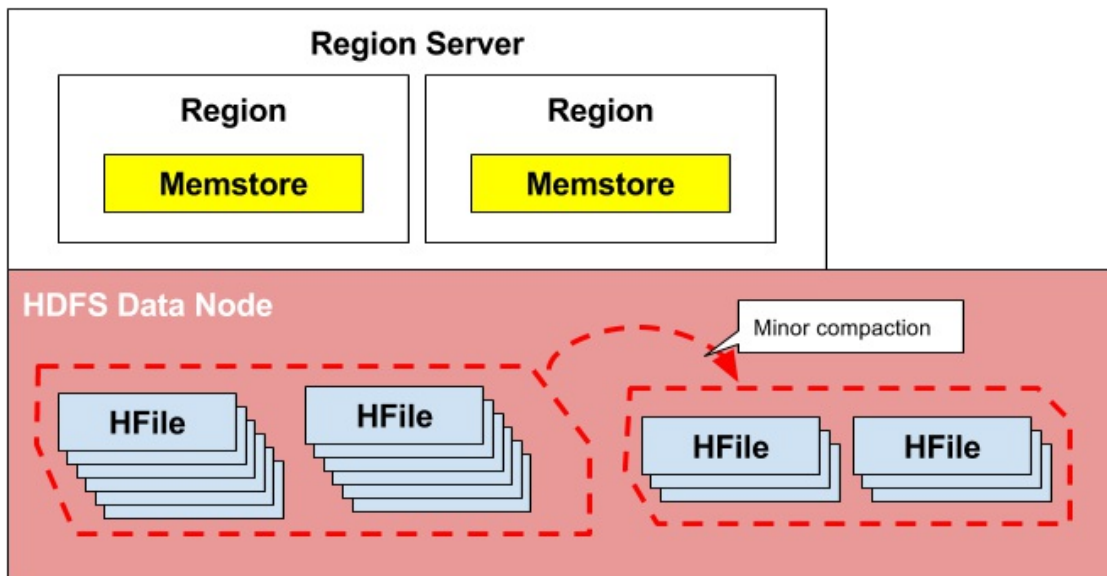 Region Server
Region
Region
Memstore
Memstore
HDFS Data Node
Minor compaction
HFile
HFile
HFile
HFile